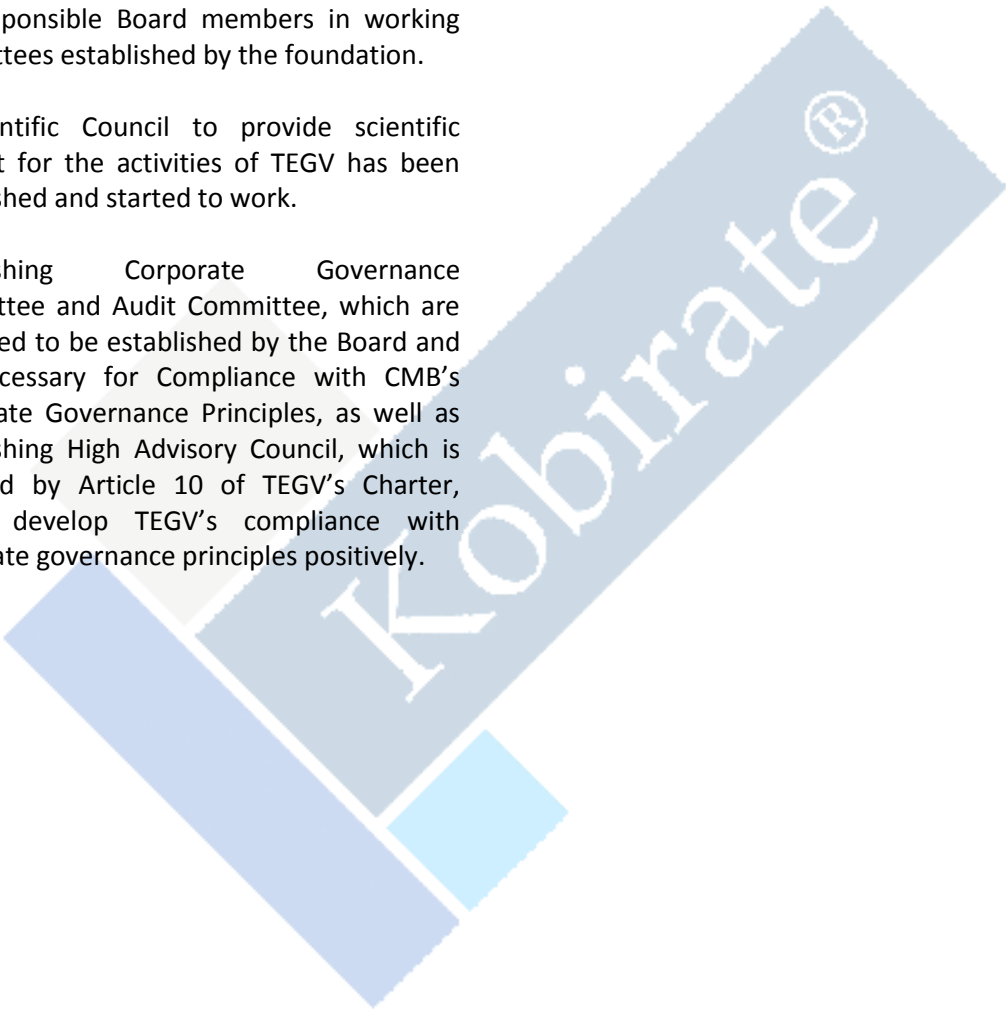 ponsible Board members in working
ttees established by the foundation.
ntific Council to provide scientific
t for the activities of TEGV has been
shed and started to work.
shing Corporate Governance
ttee and Audit Committee, which are
ed to be established by the Board and
cessary for Compliance with CMB’s
ate Governance Principles, as well as
shing High Advisory Council, which is
d by Article 10 of TEGV’s Charter,
develop TEGV’s compliance with
ate governance principles positively.
Kobirate ®